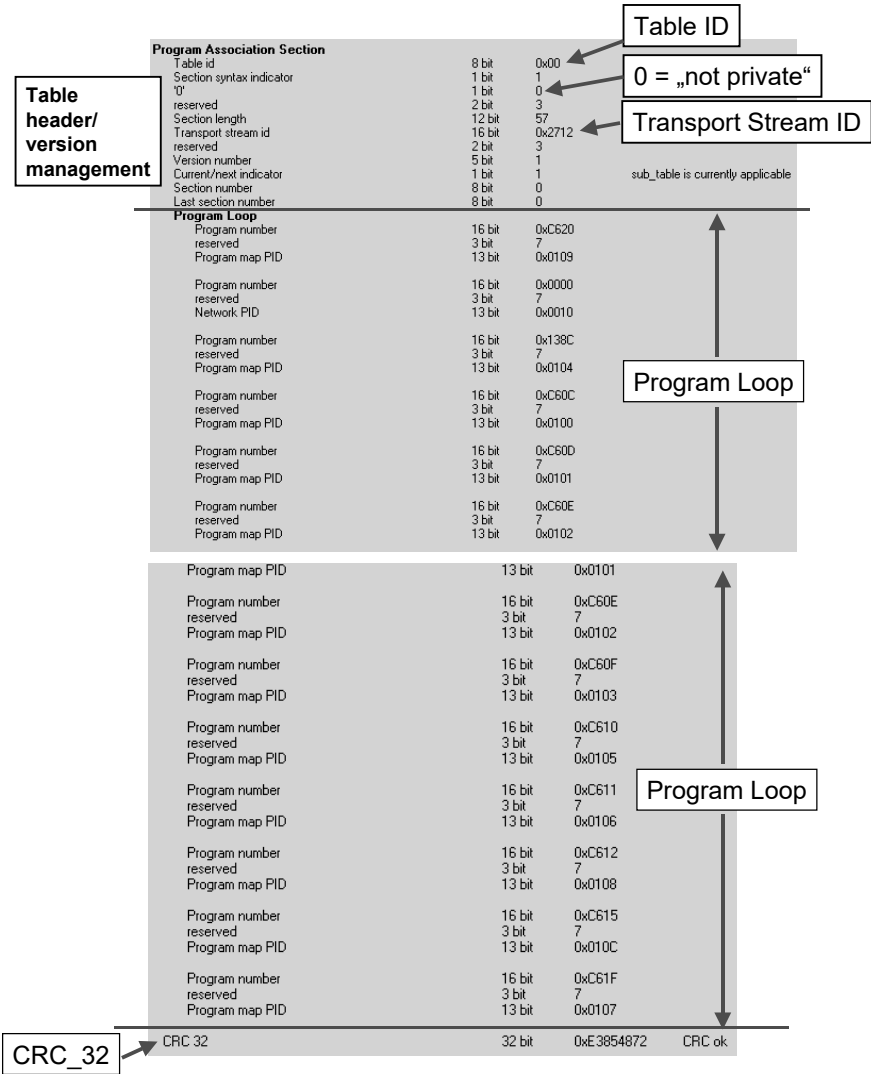 Table ID
Program Association Section
Table id 8 bit 0x00
Section syntax indicator 1 bit 1
'0' 1 bit 0
0 = „not private“
reserved 2 bit 3
Section length 12 bit 57
Transport stream id 16 bit 0x2712
Transport Stream ID
reserved 2 bit 3
Version number 5 bit 1
Current/next indicator 1 bit 1 sub_table is currently applicable
Section number 8 bit 0
Last section number 8 bit 0
Table
header/
version
management
Program Loop
Program number 16 bit 0xC620
reserved 3 bit 7
Program map PID 13 bit 0x0109
Program number 16 bit 0x0000
reserved 3 bit 7
Network PID 13 bit 0x0010
Program number 16 bit 0x138C
reserved 3 bit 7
Program map PID 13 bit 0x0104
Program Loop
Program number 16 bit 0xC60C
reserved 3 bit 7
Program map PID 13 bit 0x0100
Program number 16 bit 0xC60D
reserved 3 bit 7
Program map PID 13 bit 0x0101
Program number 16 bit 0xC60E
reserved 3 bit 7
Program map PID 13 bit 0x0102
Program map PID 13 bit 0x0101
Program number 16 bit 0xC60E
reserved 3 bit 7
Program map PID 13 bit 0x0102
Program number 16 bit 0xC60F
reserved 3 bit 7
Program map PID 13 bit 0x0103
Program number 16 bit 0xC610
reserved 3 bit 7
Program map PID 13 bit 0x0105
Program number 16 bit 0xC611
reserved 3 bit 7
Program map PID 13 bit 0x0106
Program Loop
Program number 16 bit 0xC612
reserved 3 bit 7
Program map PID 13 bit 0x0108
Program number 16 bit 0xC615
reserved 3 bit 7
Program map PID 13 bit 0x010C
Program number 16 bit 0xC61F
reserved 3 bit 7
Program map PID 13 bit 0x0107
CRC 32 32 bit 0xE3854872 CRC ok
CRC_32